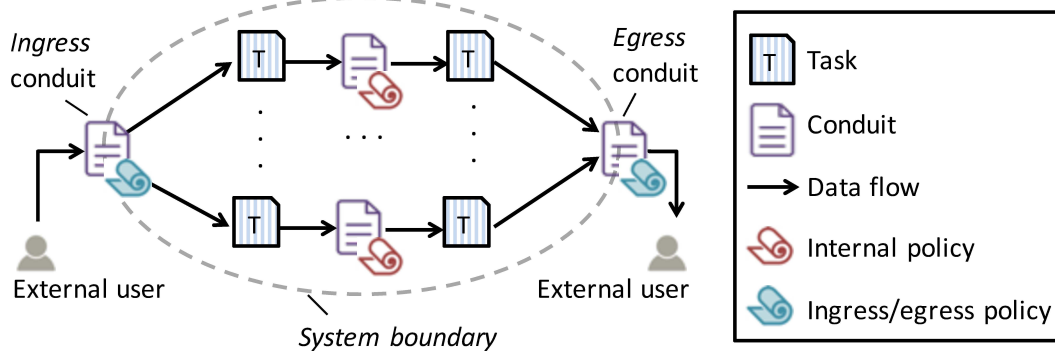 Ingress
conduit
T
T
Egress
conduit
. . .
T
T
External user
External user
System boundary
T
Task
Conduit
Data flow
Internal policy
Ingress/egress policy